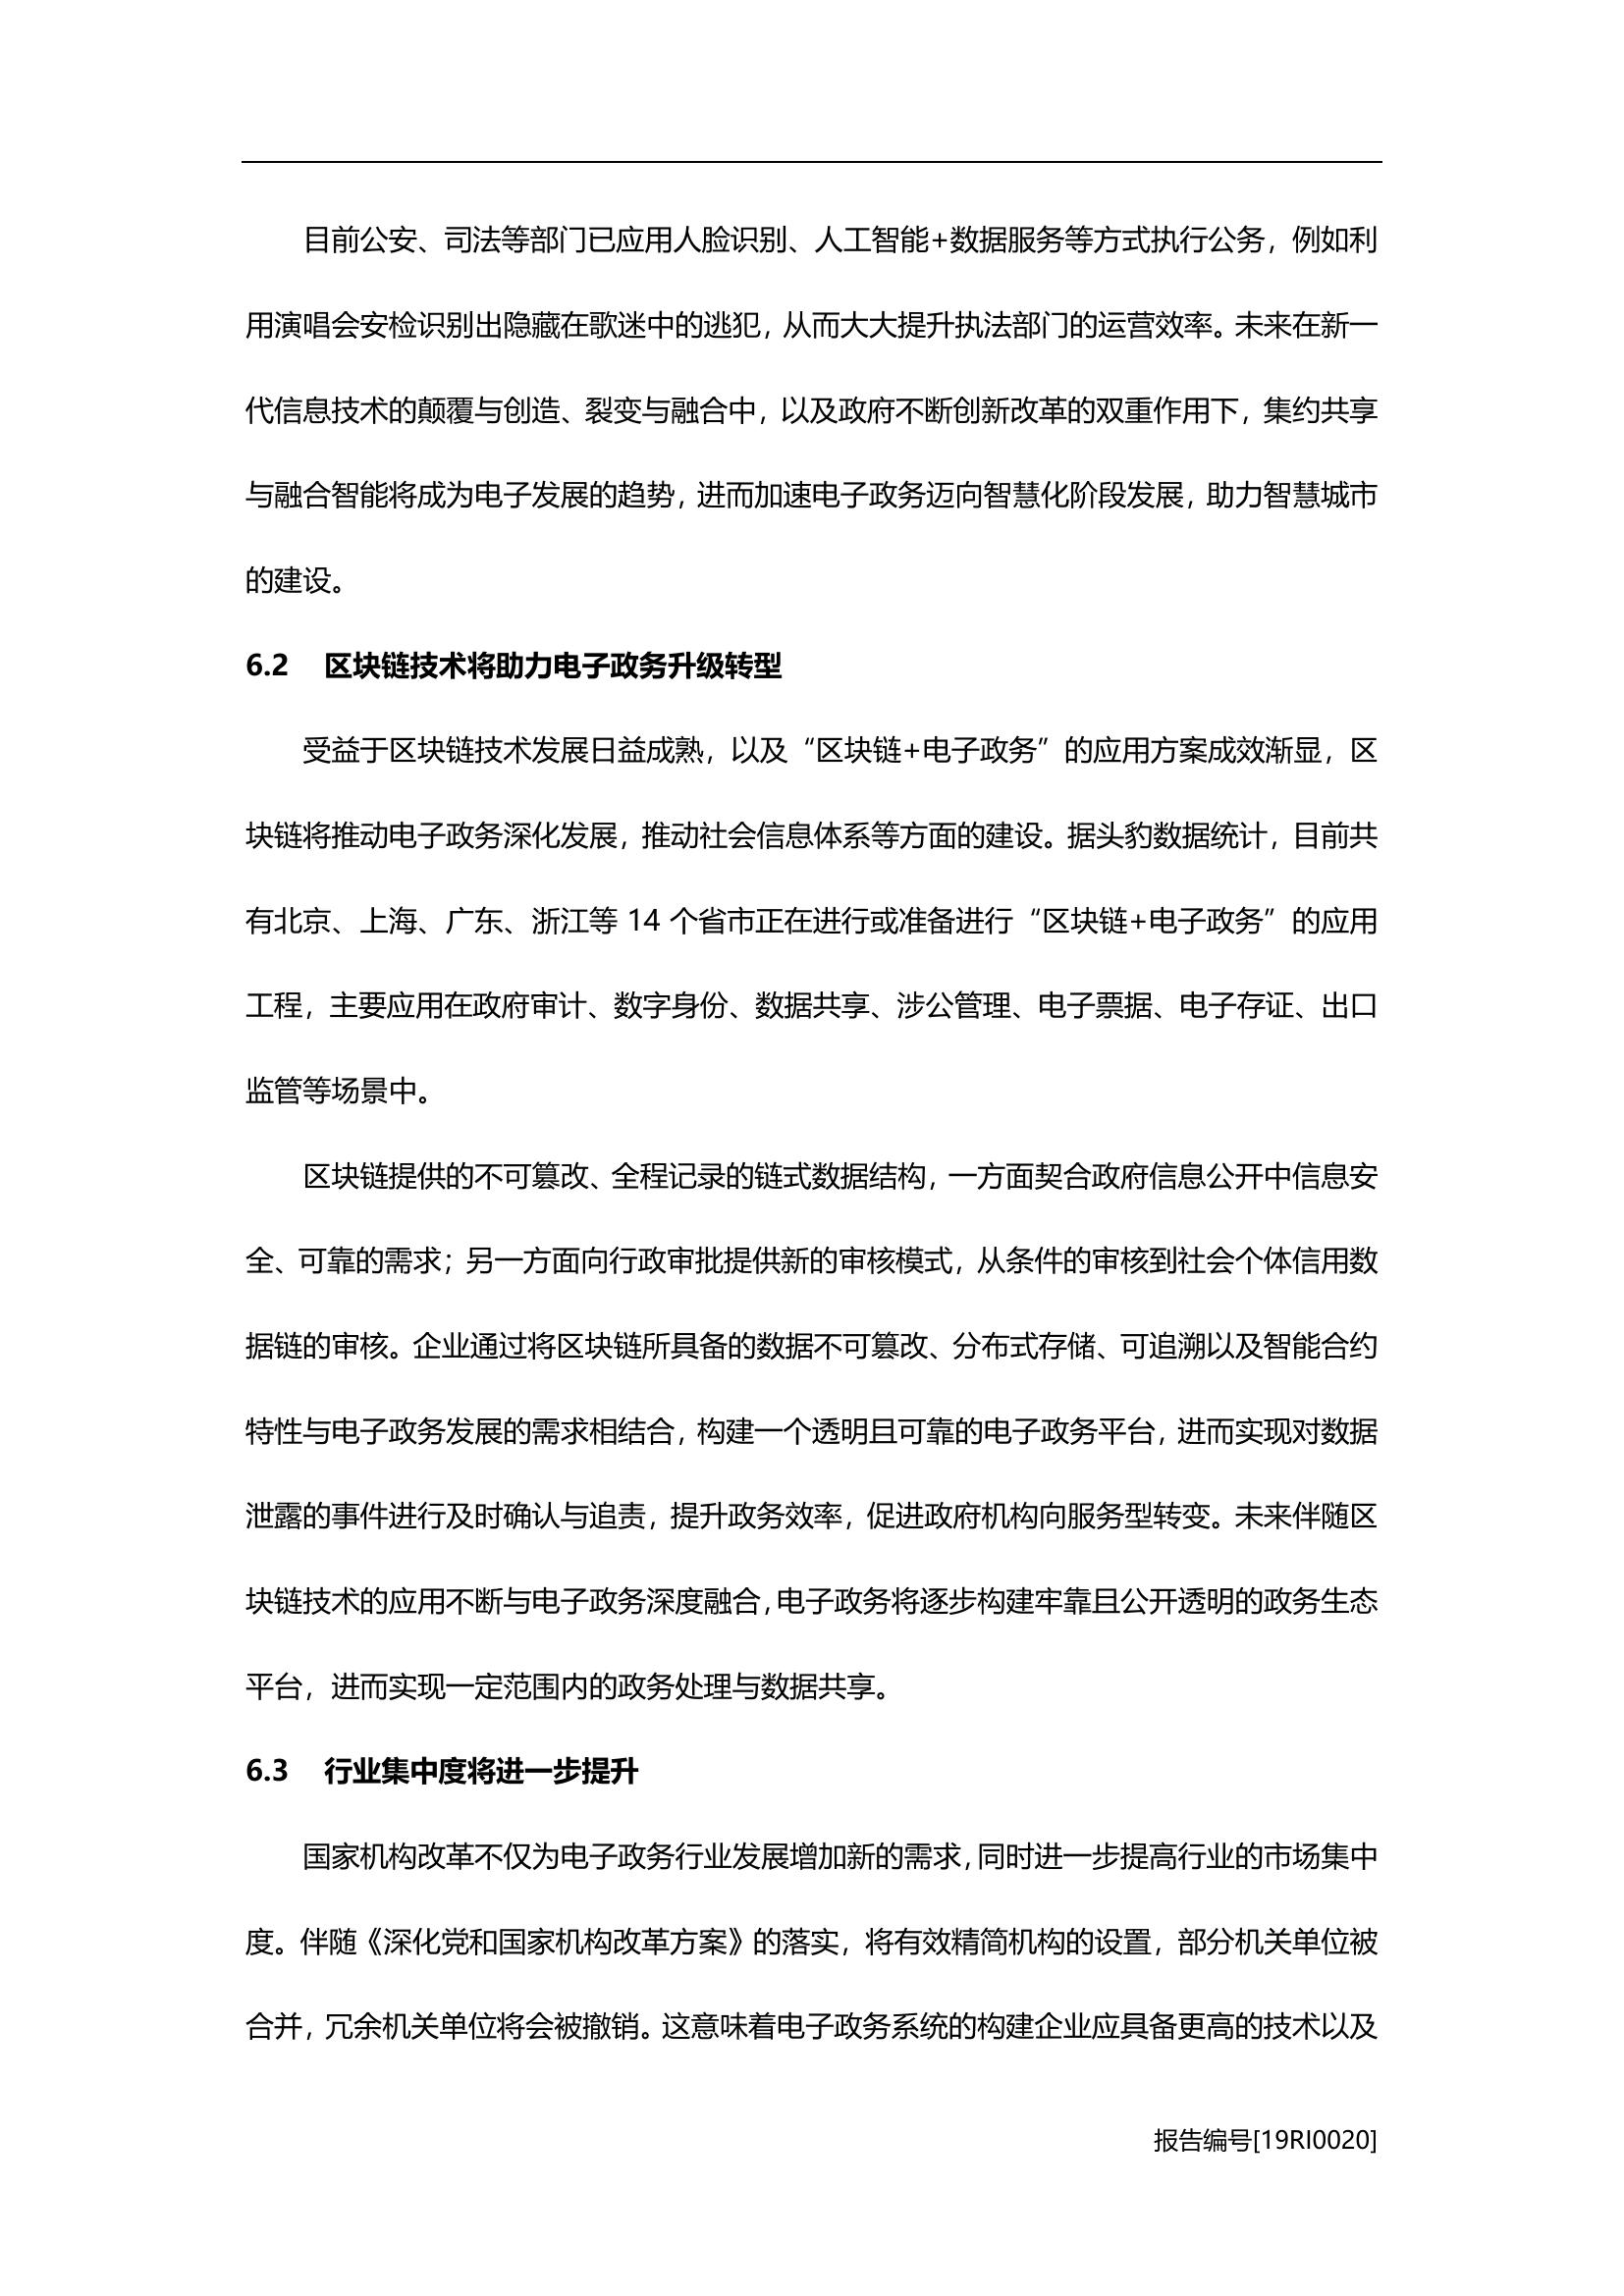 目前公安、司法等部门已应用人脸识别、人工智能+数据服务等方式执行公务，例如利
用演唱会安检识别出隐藏在歌迷中的逃犯，从而大大提升执法部门的运营效率。未来在新一
代信息技术的颠覆与创造、裂变与融合中，以及政府不断创新改革的双重作用下，集约共享
与融合智能将成为电子发展的趋势，进而加速电子政务迈向智慧化阶段发展，助力智慧城市
的建设。
6.2 区块链技术将助力电子政务升级转型
受益于区块链技术发展日益成熟，以及“区块链+电子政务”的应用方案成效渐显，区
块链将推动电子政务深化发展，推动社会信息体系等方面的建设。据头豹数据统计，目前共
有北京、上海、广东、浙江等 14 个省市正在进行或准备进行“区块链+电子政务”的应用
工程，主要应用在政府审计、数字身份、数据共享、涉公管理、电子票据、电子存证、出口
监管等场景中。
区块链提供的不可篡改、全程记录的链式数据结构，一方面契合政府信息公开中信息安
全、可靠的需求；另一方面向行政审批提供新的审核模式，从条件的审核到社会个体信用数
据链的审核。企业通过将区块链所具备的数据不可篡改、分布式存储、可追溯以及智能合约
特性与电子政务发展的需求相结合，构建一个透明且可靠的电子政务平台，进而实现对数据
泄露的事件进行及时确认与追责，提升政务效率，促进政府机构向服务型转变。未来伴随区
块链技术的应用不断与电子政务深度融合，电子政务将逐步构建牢靠且公开透明的政务生态
平台，进而实现一定范围内的政务处理与数据共享。
6.3 行业集中度将进一步提升
国家机构改革不仅为电子政务行业发展增加新的需求，同时进一步提高行业的市场集中
度。伴随《深化党和国家机构改革方案》的落实，将有效精简机构的设置，部分机关单位被
合并，冗余机关单位将会被撤销。这意味着电子政务系统的构建企业应具备更高的技术以及
报告编号[19RI0020]